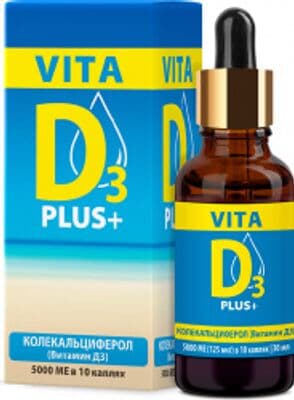 VITA
D3
PLUS+
КОЛЕКАЛЬЦИФЕРОЛ
(Витамин Д3)
5000 МЕ в 10 каплях
VITA
D3
PLUS+
КОЛЕКАЛЬЦИФЕРОЛ (Витамин Д3)
5000 МЕ (125 мкг) в 10 каплях | 30 мл